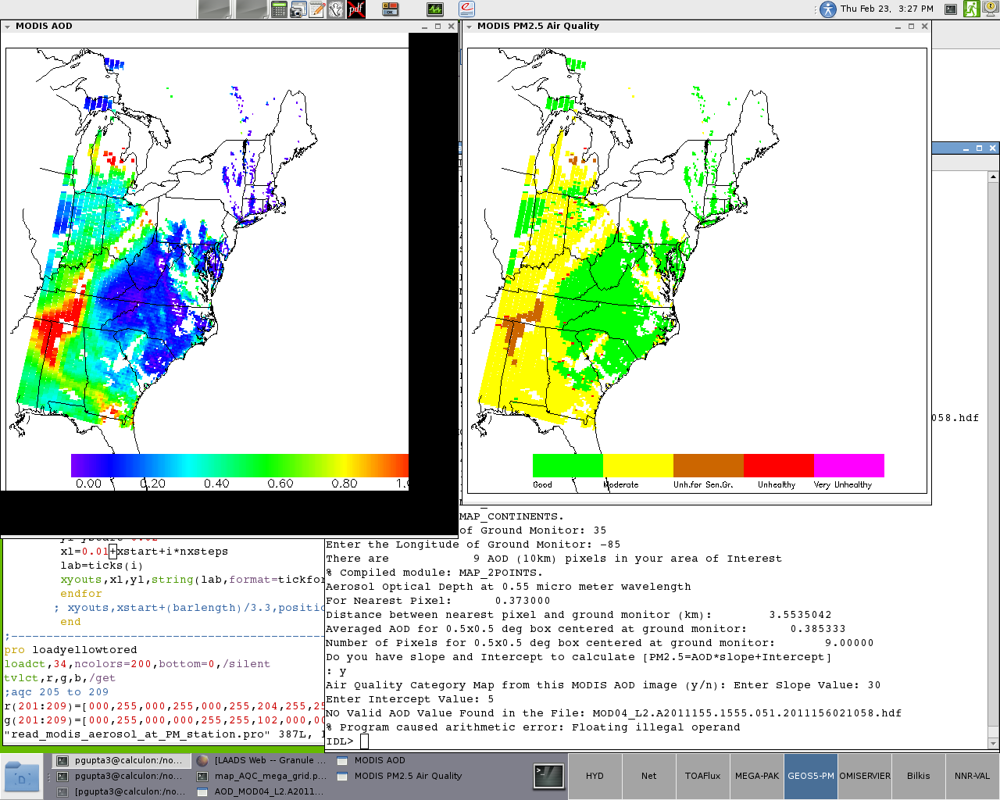 pdf
OK
Thu Feb 23, 3:27 PM
MODIS AOD
MODIS PM2.5 Air Quality
0.00 0.20 0.40 0.60 0.80
Good Moderate Unh.for Sen.Gr. Unhealthy Very Unhealthy
058.hdf
MAP_CONTINENTS.
of Ground Monitor: 35
Enter the Longitude of Ground Monitor: -85
There are 9 AOD (10km) pixels in your area of Interest
% Compiled module: MAP_2POINTS.
Aerosol Optical Depth at 0.55 micro meter wavelength
For Nearest Pixel: 0.373000
Distance between nearest pixel and ground monitor (km): 3.5535042
Averaged AOD for 0.5x0.5 deg box centered at ground monitor: 0.385333
Number of Pixels for 0.5x0.5 deg box centered at ground monitor: 9.00000
Do you have slope and Intercept to calculate [PM2.5=AOD*slope+Intercept]
: y
Air Quality Category Map from this MODIS AOD image (y/n): Enter Slope Value: 30
Enter Intercept Value: 5
NO Valid AOD Value Found in the File: MOD04_L2.A2011155.1555.051.2011156021058.hdf
% Program caused arithmetic error: Floating illegal operand
IDL>
xl=0.01+xstart+i*nxsteps
lab=ticks(i)
xyouts,xl,yl,string(lab,format=tickfor
endfor
; xyouts,xstart+(barlength)/3.3,positio
end
;
pro loadyellowtored
loadct,34,ncolors=200,bottom=0,/silent
tvlct,r,g,b,/get
;aqc 205 to 209
r(201:209)=[000,255,000,255,000,255,204,255,25
g(201:209)=[000,255,000,000,255,255,102,000,00
"read_modis_aerosol_at_PM_station.pro" 387L, 1
pgupta3@calculon:/no...
[LAADS Web -- Granule ...
MODIS AOD
pgupta3@calculon:/no...
map_AQC_mega_grid.p...
MODIS PM2.5 Air Quality
[pgupta3@calculon:/no...
AOD_MOD04_L2.A2011...
HYD
Net
TOAFlux
MEGA-PAK
GEOS5-PM
OMISERVIER
Bilkis
NNR-VAL